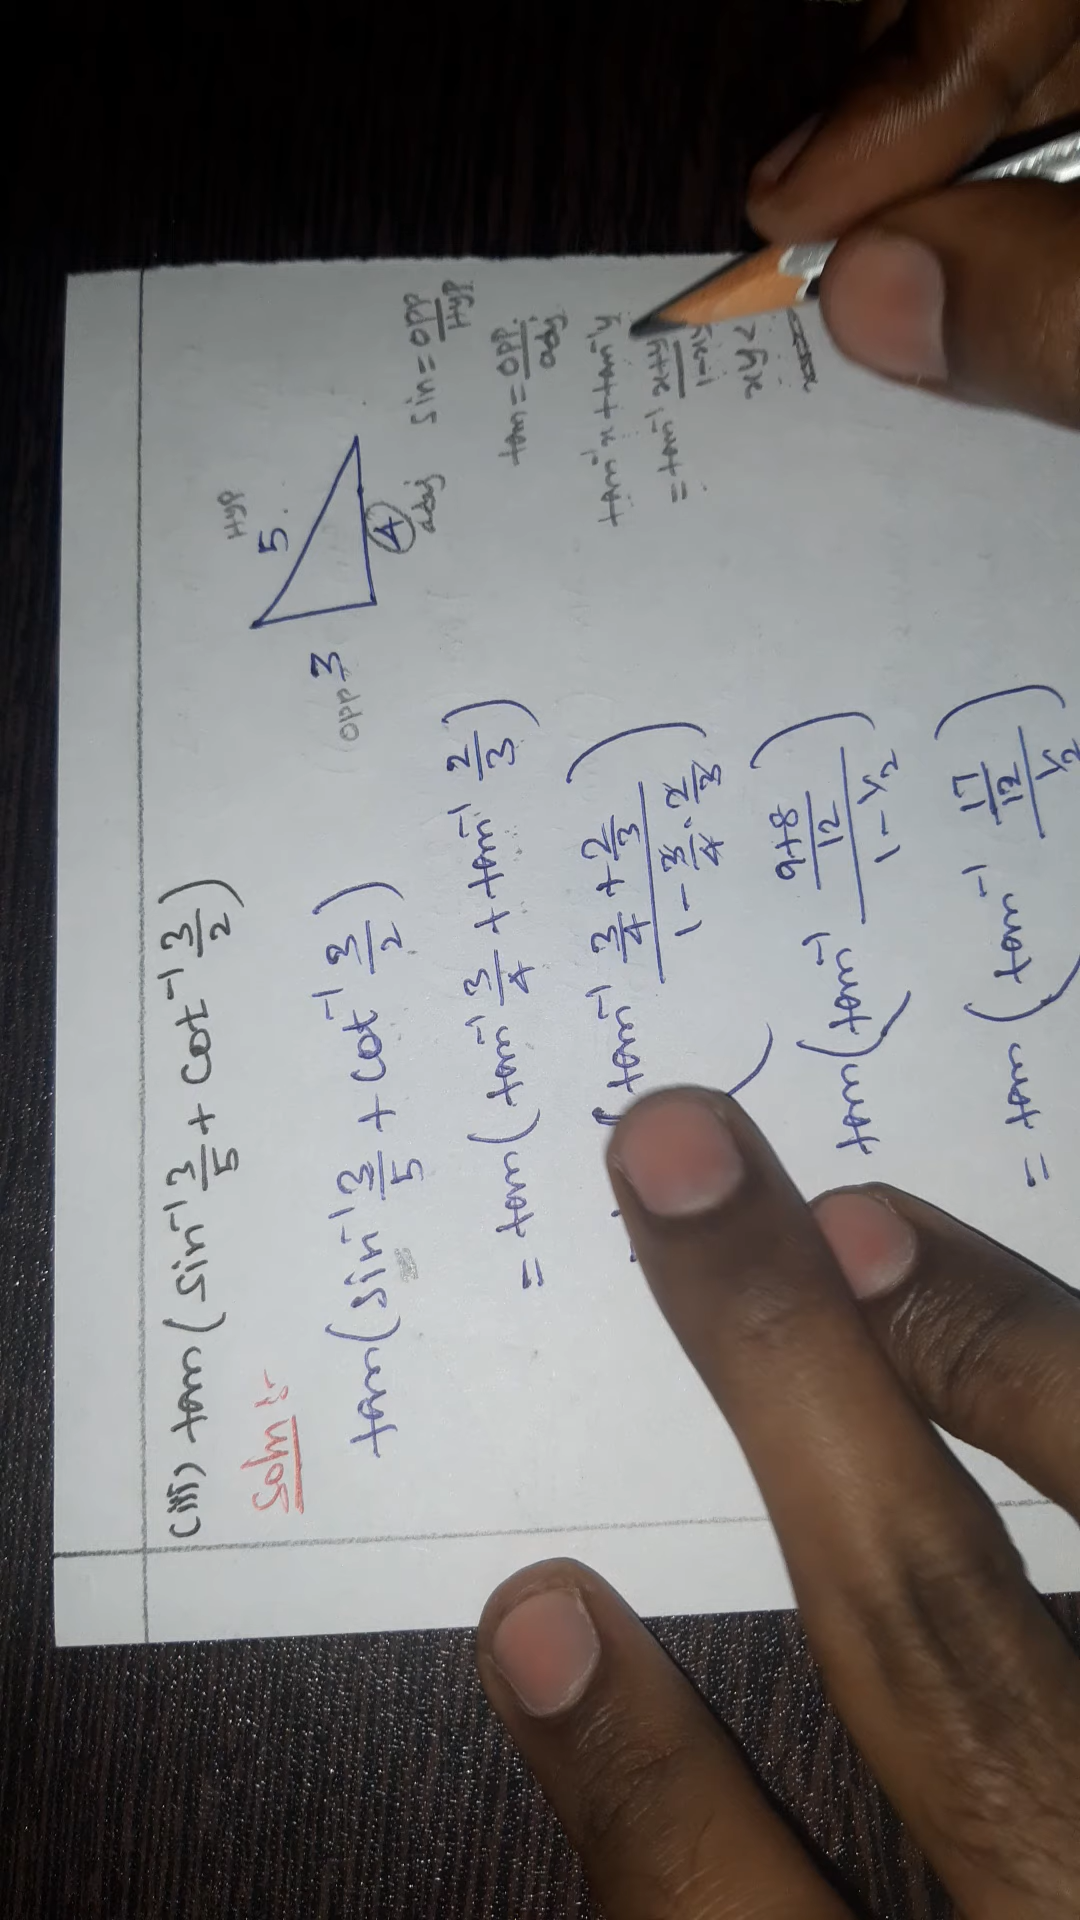 (iii) tan(sin⁻¹ 3/5 + cot⁻¹ 3/2)
Soln :-
tan(sin⁻¹ 3/5 + cot⁻¹ 3/2)
= tan(tan⁻¹ 3/4 + tan⁻¹ 2/3)
(tan⁻¹ (3/4 + 2/3)/(1 - 3/4 . 2/3))
tan(tan⁻¹ ((9+8)/12)/(1 - 1/2))
= tan(tan⁻¹ (17/12)/(1/2))
Hyp
5
opp 3
4
adj
sin = opp/Hyp
tan = opp./adj
tan⁻¹x + tan⁻¹y
= tan⁻¹ (x+y)/(1-xy)
xy <